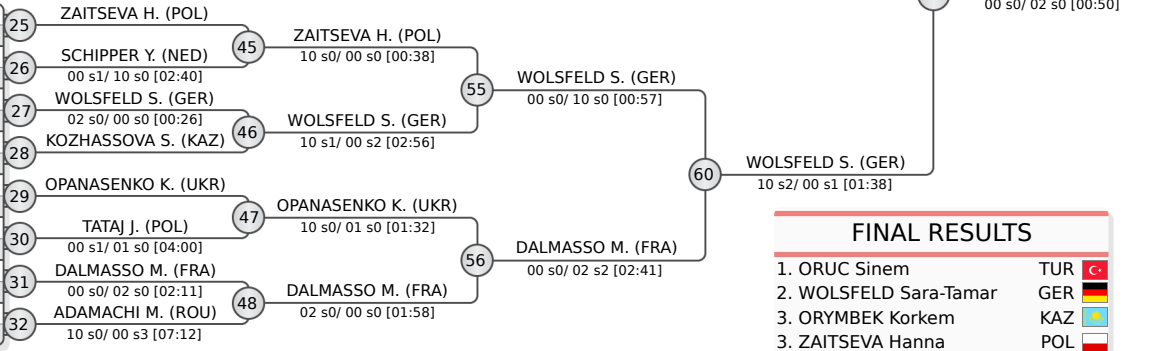 00 s0/ 02 s0 [00:50]
25
ZAITSEVA H. (POL)
26
SCHIPPER Y. (NED)
00 s1/ 10 s0 [02:40]
27
WOLSFELD S. (GER)
02 s0/ 00 s0 [00:26]
28
KOZHASSOVA S. (KAZ)
29
OPANASENKO K. (UKR)
30
TATAJ J. (POL)
00 s1/ 01 s0 [04:00]
31
DALMASSO M. (FRA)
00 s0/ 02 s0 [02:11]
32
ADAMACHI M. (ROU)
10 s0/ 00 s3 [07:12]
45
ZAITSEVA H. (POL)
10 s0/ 00 s0 [00:38]
46
WOLSFELD S. (GER)
10 s1/ 00 s2 [02:56]
47
OPANASENKO K. (UKR)
10 s0/ 01 s0 [01:32]
48
DALMASSO M. (FRA)
02 s0/ 00 s0 [01:58]
55
WOLSFELD S. (GER)
00 s0/ 10 s0 [00:57]
56
DALMASSO M. (FRA)
00 s0/ 02 s2 [02:41]
60
WOLSFELD S. (GER)
10 s2/ 00 s1 [01:38]
FINAL RESULTS
1. ORUC Sinem TUR
2. WOLSFELD Sara-Tamar GER
3. ORYMBEK Korkem KAZ
3. ZAITSEVA Hanna POL